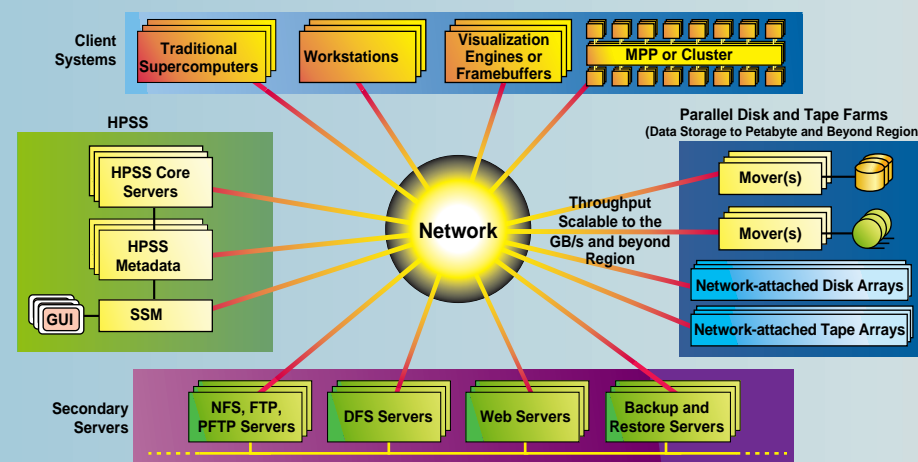 Client
Systems
Traditional
Supercomputers
Workstations
Visualization
Engines or
Framebuffers
MPP or Cluster
HPSS
HPSS Core
Servers
HPSS
Metadata
GUI
SSM
Network
Throughput
Scalable to the
GB/s and beyond
Region
Parallel Disk and Tape Farms
(Data Storage to Petabyte and Beyond Region)
Mover(s)
Mover(s)
Network-attached Disk Arrays
Network-attached Tape Arrays
Secondary
Servers
NFS, FTP,
PFTP Servers
DFS Servers
Web Servers
Backup and
Restore Servers